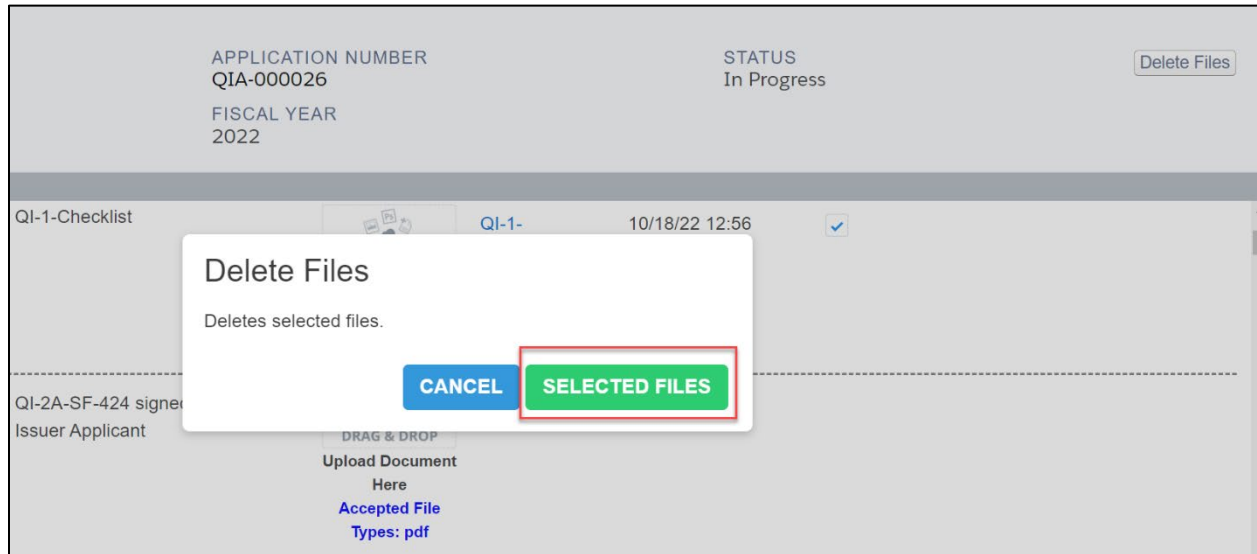 APPLICATION NUMBER
QIA-000026
STATUS
In Progress
Delete Files
FISCAL YEAR
2022
QI-1-Checklist
Ps
QI-1-
10/18/22 12:56
Delete Files
Deletes selected files.
CANCEL
SELECTED FILES
QI-2A-SF-424 signed
Issuer Applicant
DRAG & DROP
Upload Document
Here
Accepted File
Types: pdf